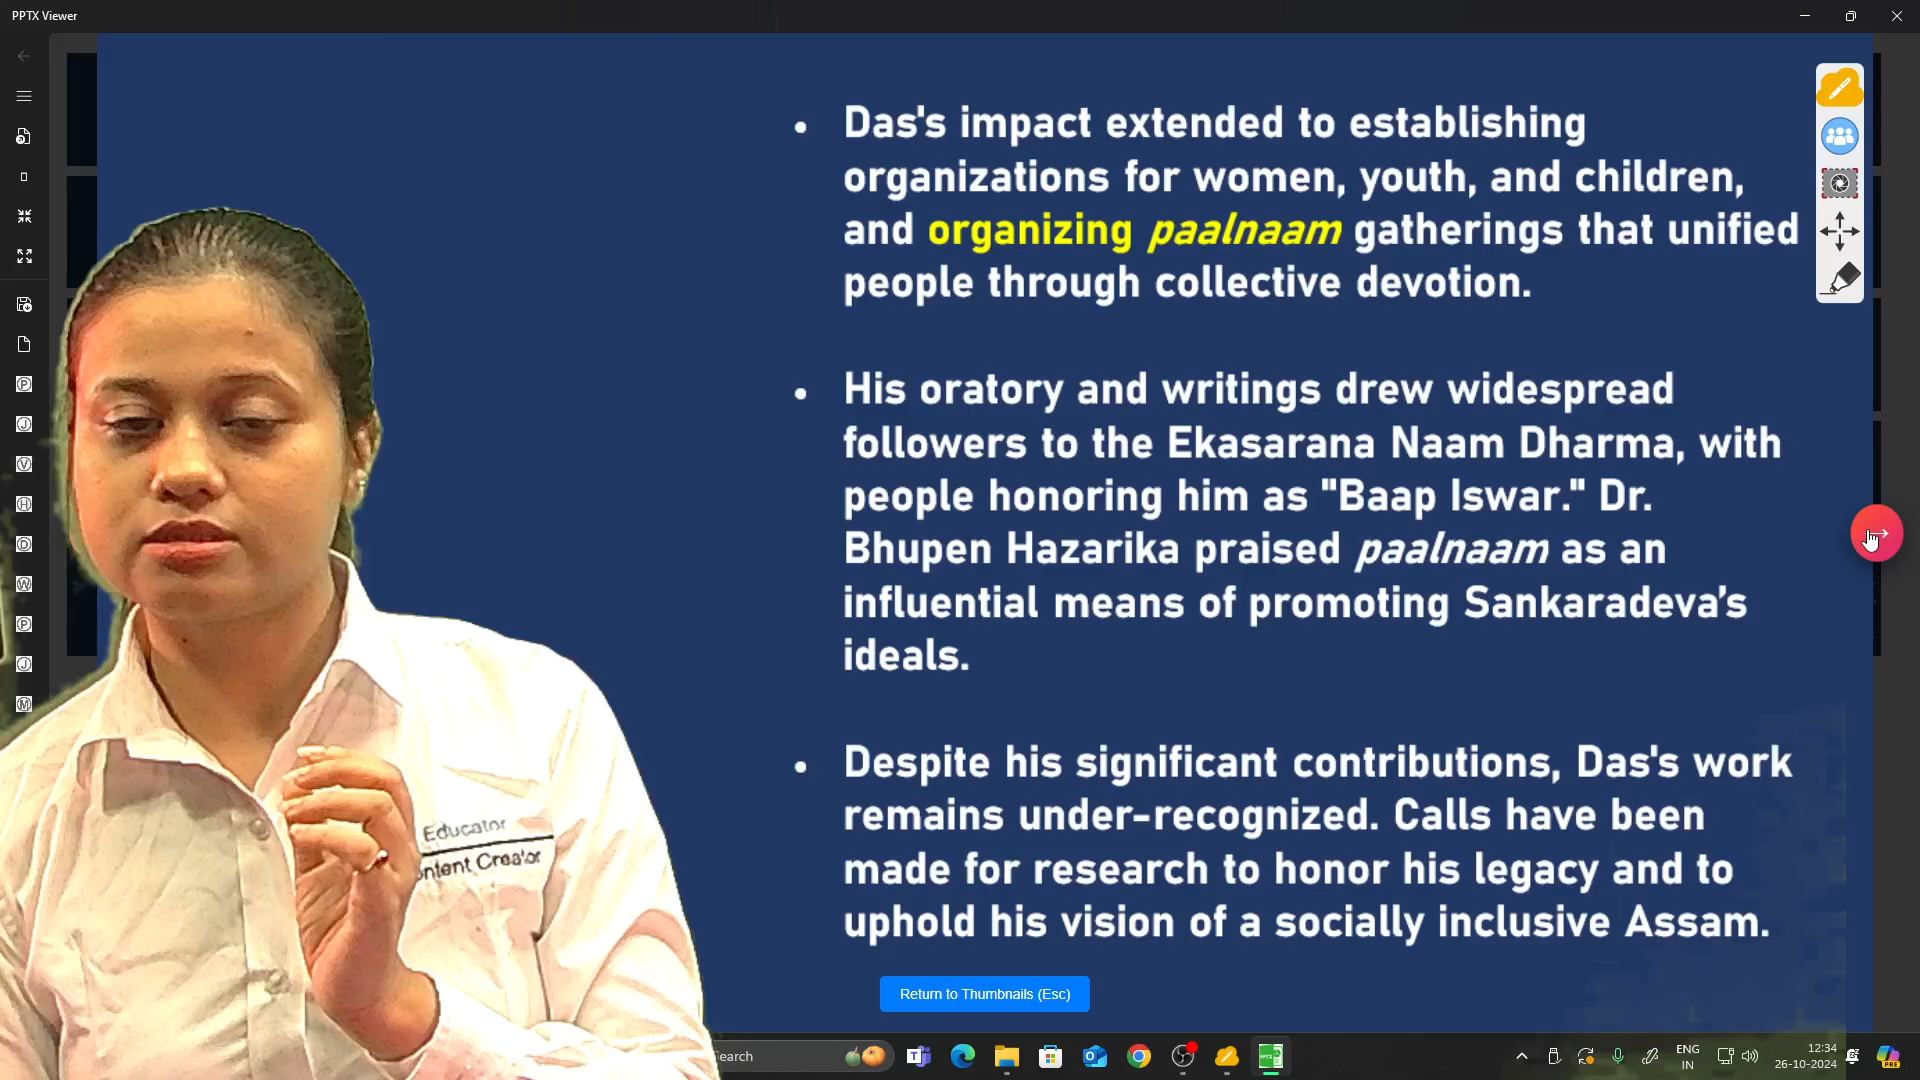 PPTX Viewer
• Das's impact extended to establishing
organizations for women, youth, and children,
and organizing paalnaam gatherings that unified
people through collective devotion.
• His oratory and writings drew widespread
followers to the Ekasarana Naam Dharma, with
people honoring him as "Baap Iswar." Dr.
Bhupen Hazarika praised paalnaam as an
influential means of promoting Sankaradeva’s
ideals.
• Despite his significant contributions, Das's work
remains under-recognized. Calls have been
made for research to honor his legacy and to
uphold his vision of a socially inclusive Assam.
P
J
V
H
D
W
P
J
M
Educator
ntent Creator
Return to Thumbnails (Esc)
earch
PPTX
ENG
IN
12:34
26-10-2024
PRE